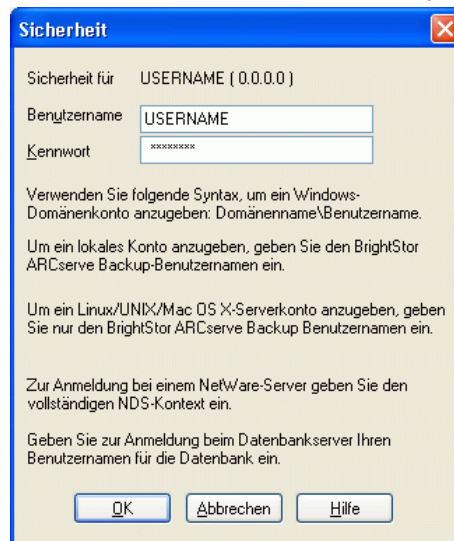 Sicherheit
Sicherheit für USERNAME ( 0.0.0.0 )
Benutzername USERNAME
Kennwort ××××××××
Verwenden Sie folgende Syntax, um ein Windows-
Domänenkonto anzugeben: Domänenname\Benutzername.
Um ein lokales Konto anzugeben, geben Sie den BrightStor
ARCserve Backup-Benutzernamen ein.
Um ein Linux/UNIX/Mac OS X-Serverkonto anzugeben, geben
Sie nur den BrightStor ARCserve Backup Benutzernamen ein.
Zur Anmeldung bei einem NetWare-Server geben Sie den
vollständigen NDS-Kontext ein.
Geben Sie zur Anmeldung beim Datenbankserver Ihren
Benutzernamen für die Datenbank ein.
OK Abbrechen Hilfe